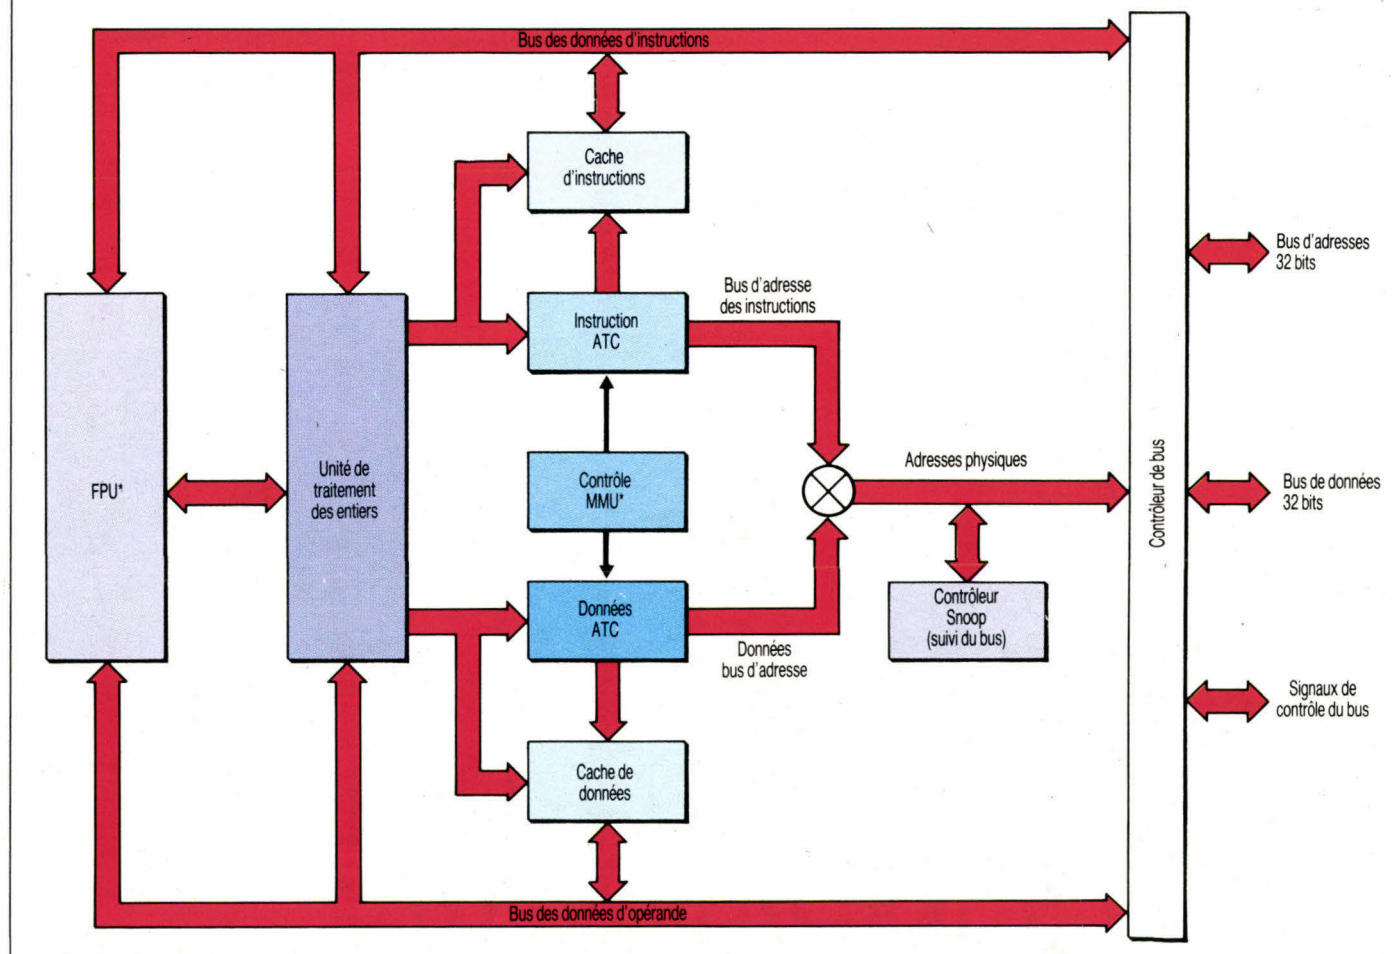 Bus des données d'instructions
Cache
d'instructions
Bus d'adresses
32 bits
Bus d'adresse
des instructions
Instruction
ATC
FPU*
Unité de
traitement
des entiers
Contrôle
MMU*
Adresses physiques
Contrôleur de bus
Bus de données
32 bits
Données
ATC
Contrôleur
Snoop
(suivi du bus)
Données
bus d'adresse
Signaux de
contrôle du bus
Cache de
données
Bus des données d'opérande